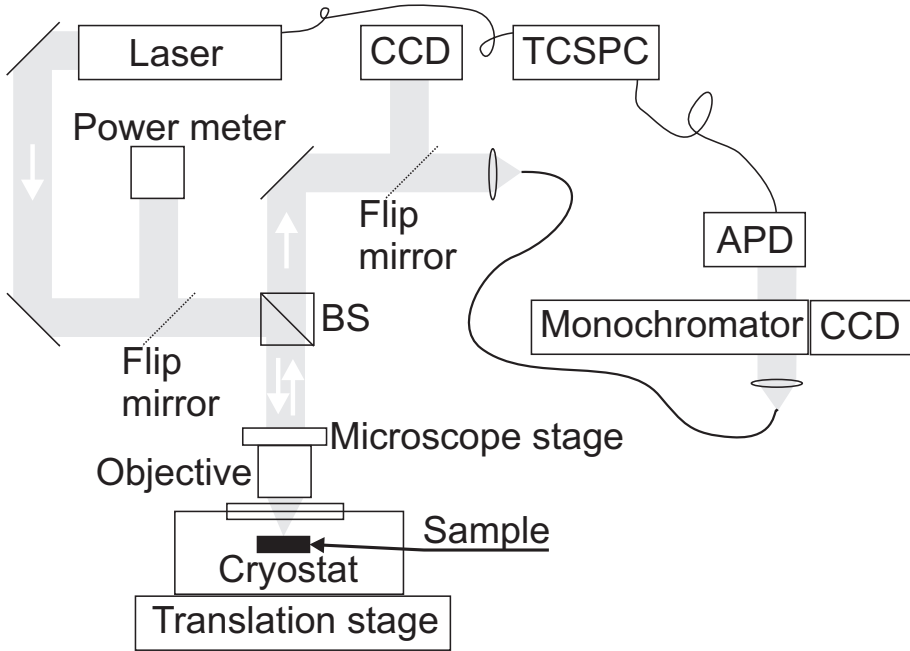 Laser
CCD
TCSPC
Power meter
Flip
mirror
APD
BS
Monochromator
CCD
Flip
mirror
Microscope stage
Objective
Sample
Cryostat
Translation stage